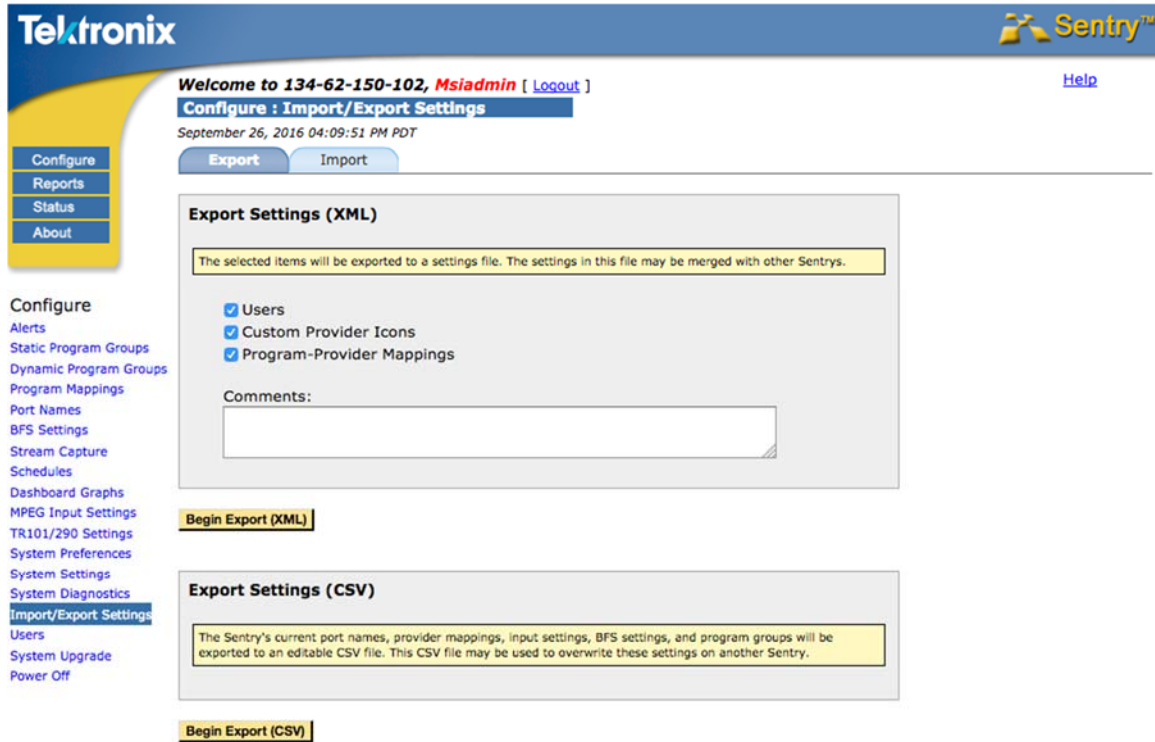 Tektronix
Sentry™
Welcome to 134-62-150-102, Msiadmin [ Logout ]
Help
Configure : Import/Export Settings
September 26, 2016 04:09:51 PM PDT
Export
Import
Configure
Reports
Status
About
Export Settings (XML)
The selected items will be exported to a settings file. The settings in this file may be merged with other Sentrys.
Users
Custom Provider Icons
Program-Provider Mappings
Comments:
Begin Export (XML)
Export Settings (CSV)
The Sentry's current port names, provider mappings, input settings, BFS settings, and program groups will be
exported to an editable CSV file. This CSV file may be used to overwrite these settings on another Sentry.
Begin Export (CSV)
Configure
Alerts
Static Program Groups
Dynamic Program Groups
Program Mappings
Port Names
BFS Settings
Stream Capture
Schedules
Dashboard Graphs
MPEG Input Settings
TR101/290 Settings
System Preferences
System Settings
System Diagnostics
Import/Export Settings
Users
System Upgrade
Power Off